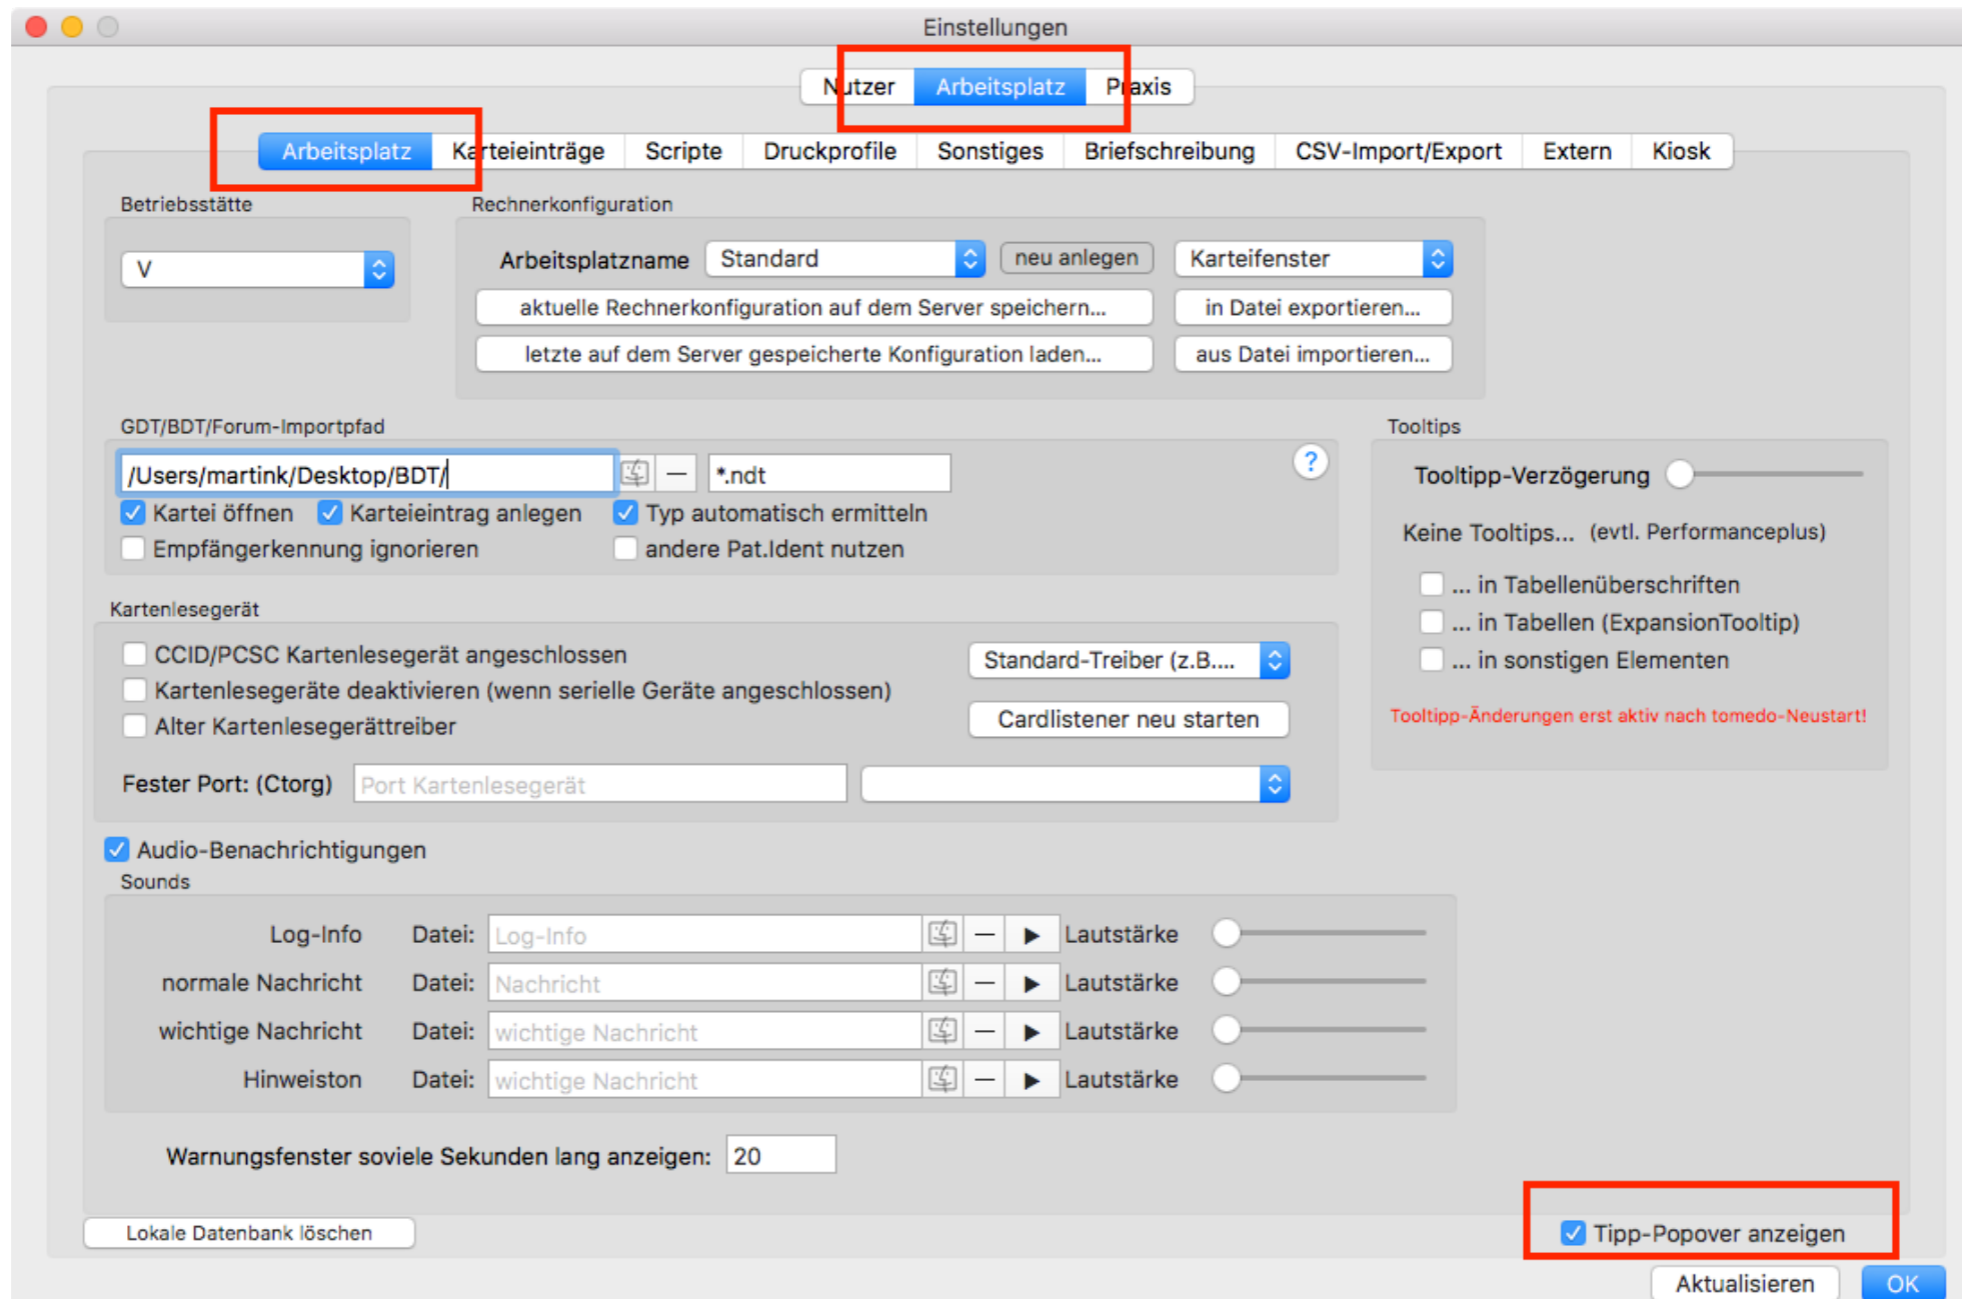 Einstellungen
Nutzer Arbeitsplatz Praxis
Arbeitsplatz Karteieinträge Scripte Druckprofile Sonstiges Briefschreibung CSV-Import/Export Extern Kiosk
Betriebsstätte
V
Rechnerkonfiguration
Arbeitsplatzname Standard neu anlegen Karteifenster
aktuelle Rechnerkonfiguration auf dem Server speichern... in Datei exportieren...
letzte auf dem Server gespeicherte Konfiguration laden... aus Datei importieren...
GDT/BDT/Forum-Importpfad
/Users/martink/Desktop/BDT/ *.ndt ?
Kartei öffnen Karteieintrag anlegen Typ automatisch ermitteln
Empfängerkennung ignorieren andere Pat.Ident nutzen
Tooltips
Tooltipp-Verzögerung
Keine Tooltips... (evtl. Performanceplus)
... in Tabellenüberschriften
... in Tabellen (ExpansionTooltip)
... in sonstigen Elementen
Tooltipp-Änderungen erst aktiv nach tomedo-Neustart!
Kartenlesegerät
CCID/PCSC Kartenlesegerät angeschlossen Standard-Treiber (z.B....
Kartenlesegeräte deaktivieren (wenn serielle Geräte angeschlossen)
Alter Kartenlesegerättreiber Cardlistener neu starten
Fester Port: (Ctorg) Port Kartenlesegerät
Audio-Benachrichtigungen
Sounds
Log-Info Datei: Log-Info Lautstärke
normale Nachricht Datei: Nachricht Lautstärke
wichtige Nachricht Datei: wichtige Nachricht Lautstärke
Hinweiston Datei: wichtige Nachricht Lautstärke
Warnungsfenster soviele Sekunden lang anzeigen: 20
Lokale Datenbank löschen Tipp-Popover anzeigen
Aktualisieren OK